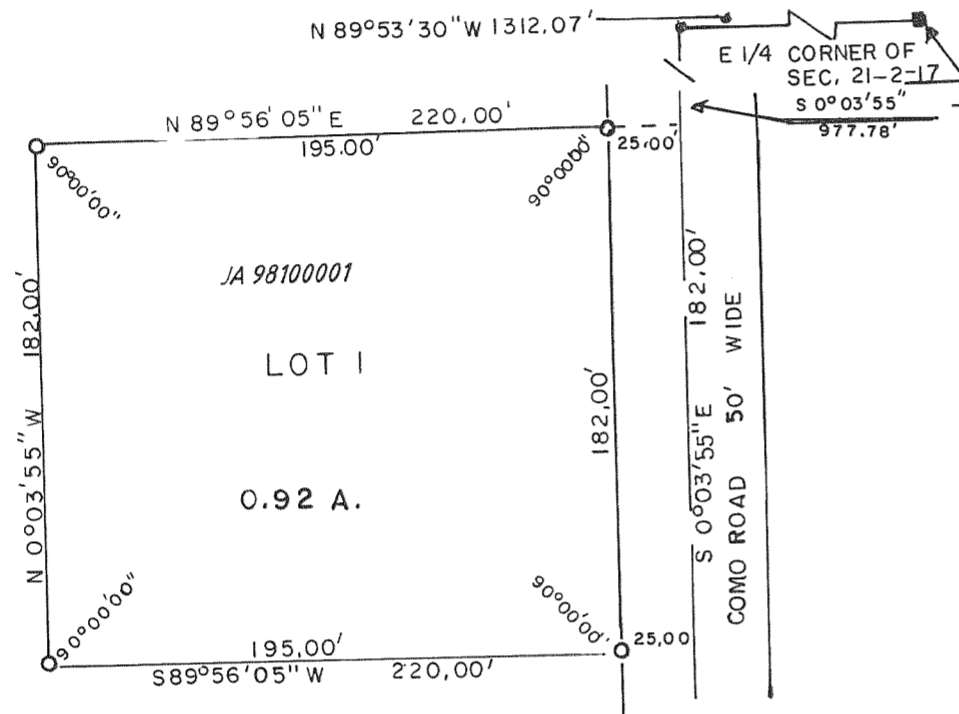 N 89°53'30"W 1312.07'
E 1/4 CORNER OF
SEC, 21-2-17
S 0°03'55"
977.78'
N 89°56'05"E 220,00'
195.00'
25,00'
90°00'00"
90°00'00"
JA 98100001
LOT 1
0.92 A.
N 0°03'55"W 182,00'
182,00'
S 0°03'55"E 182,00'
COMO ROAD 50' WIDE
90°00'00"
90°00'00'
25,00
195,00'
S89°56'05"W 220,00'